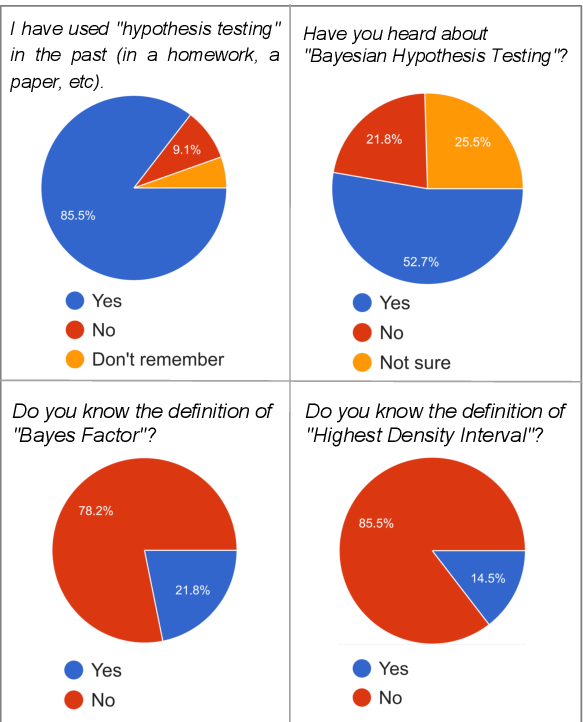 I have used "hypothesis testing"
in the past (in a homework, a
paper, etc).
9.1%
85.5%
Yes
No
Don't remember
Have you heard about
"Bayesian Hypothesis Testing"?
21.8%
25.5%
52.7%
Yes
No
Not sure
Do you know the definition of
"Bayes Factor"?
78.2%
21.8%
Yes
No
Do you know the definition of
"Highest Density Interval"?
85.5%
14.5%
Yes
No